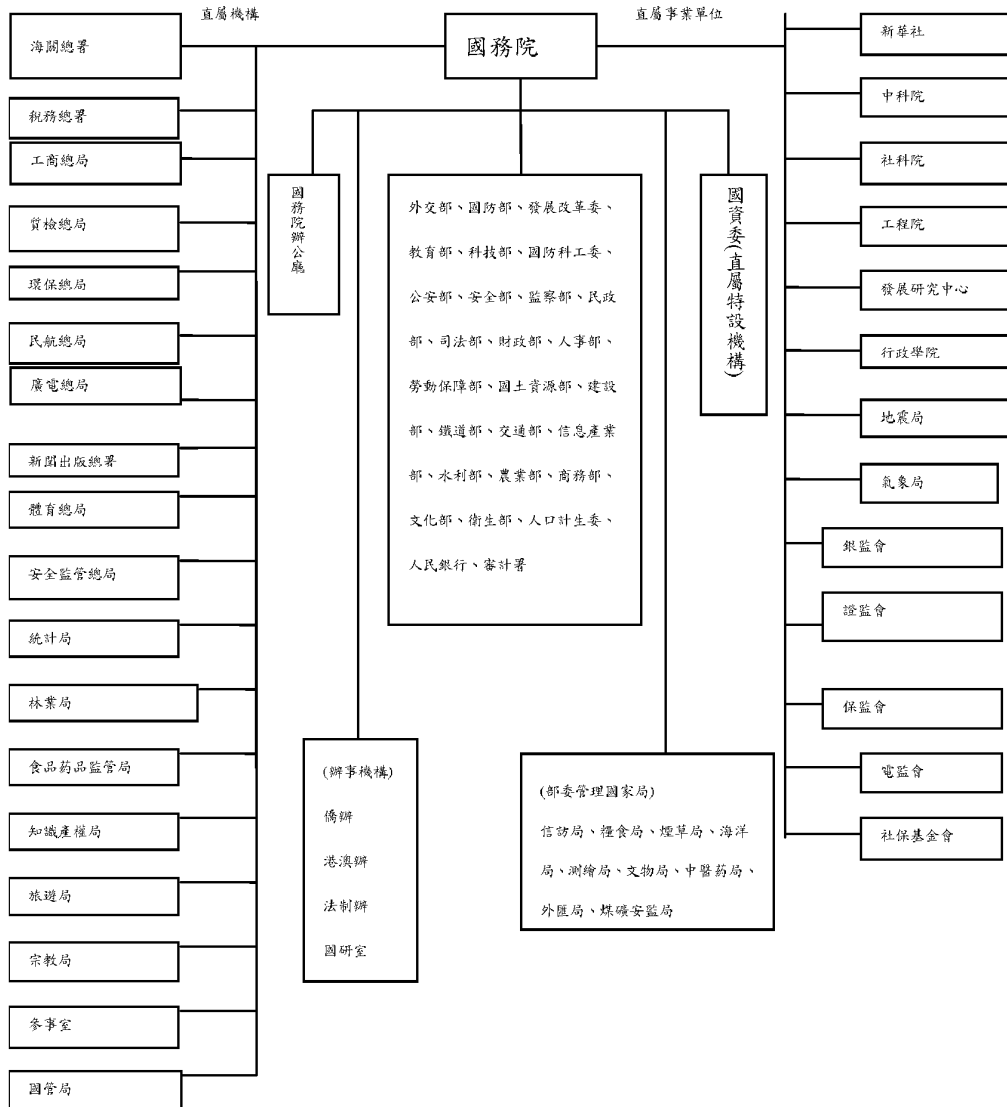 直屬機構
直屬事業單位
國務院
海關總署
稅務總署
工商總局
質檢總局
環保總局
民航總局
廣電總局
新聞出版總署
體育總局
安全監管總局
統計局
林業局
食品药品監管局
知識產權局
旅遊局
宗教局
參事室
國管局
國務院辦公廳
外交部、國防部、發展改革委、
教育部、科技部、國防科工委、
公安部、安全部、監察部、民政
部、司法部、財政部、人事部、
勞動保障部、國土資源部、建設
部、鐵道部、交通部、信息產業
部、水利部、農業部、商務部、
文化部、衛生部、人口計生委、
人民銀行、審計署
國資委(直屬特設機構)
(辦事機構)
僑辦
港澳辦
法制辦
國研室
(部委管理國家局)
信訪局、糧食局、煙草局、海洋
局、測繪局、文物局、中醫药局、
外匯局、煤礦安監局
新華社
中科院
社科院
工程院
發展研究中心
行政學院
地震局
氣象局
銀監會
證監會
保監會
電監會
社保基金會